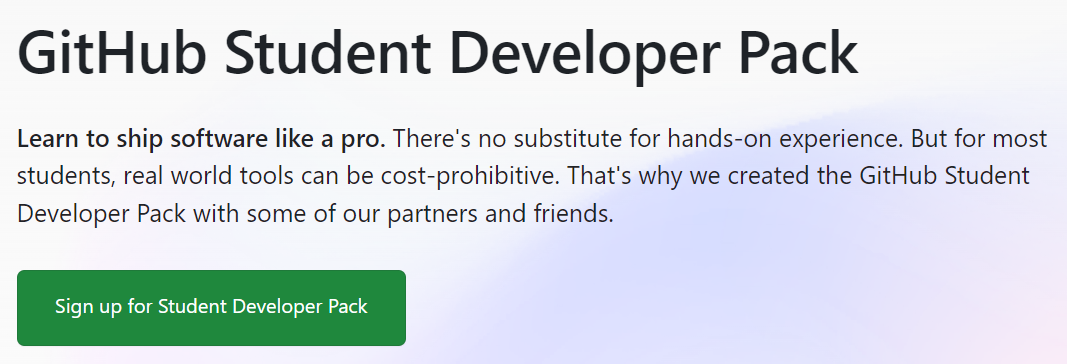 GitHub Student Developer Pack
Learn to ship software like a pro. There's no substitute for hands-on experience. But for most
students, real world tools can be cost-prohibitive. That's why we created the GitHub Student
Developer Pack with some of our partners and friends.
Sign up for Student Developer Pack